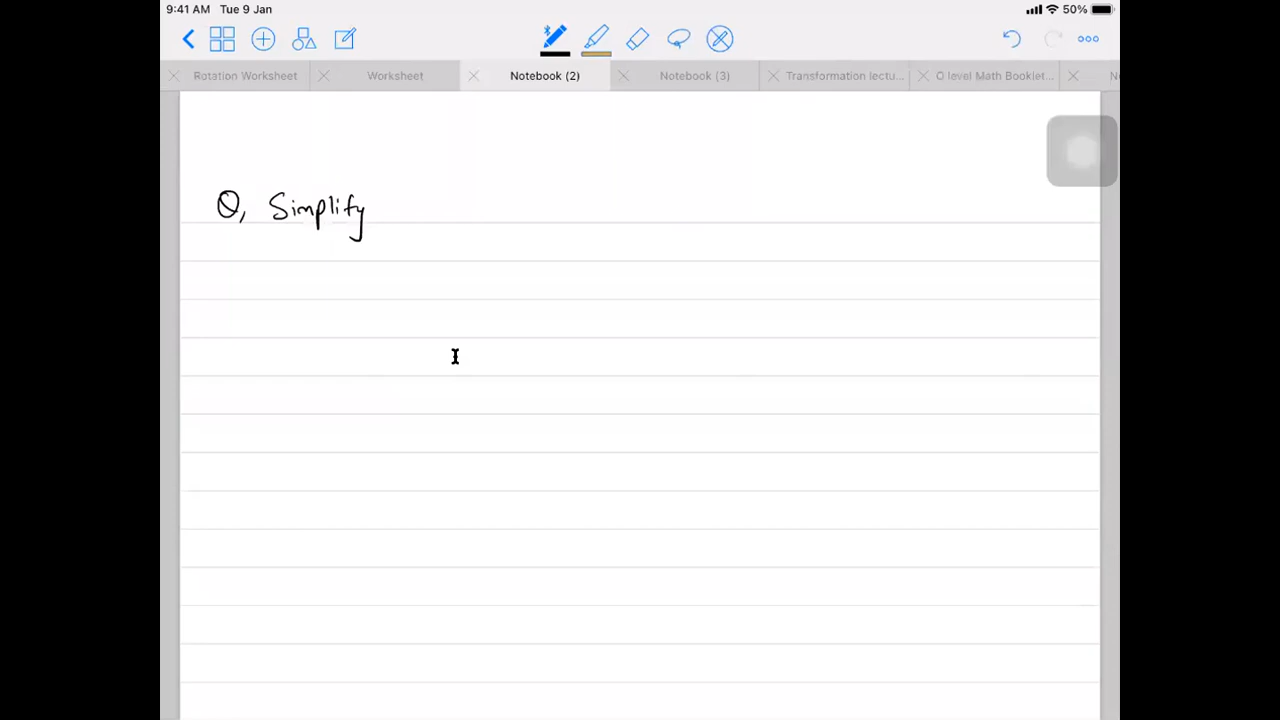 9:41 AM Tue 9 Jan 50%
Rotation Worksheet Worksheet Notebook (2) Notebook (3) Transformation lectu... O level Math Booklet...
Q, Simplify